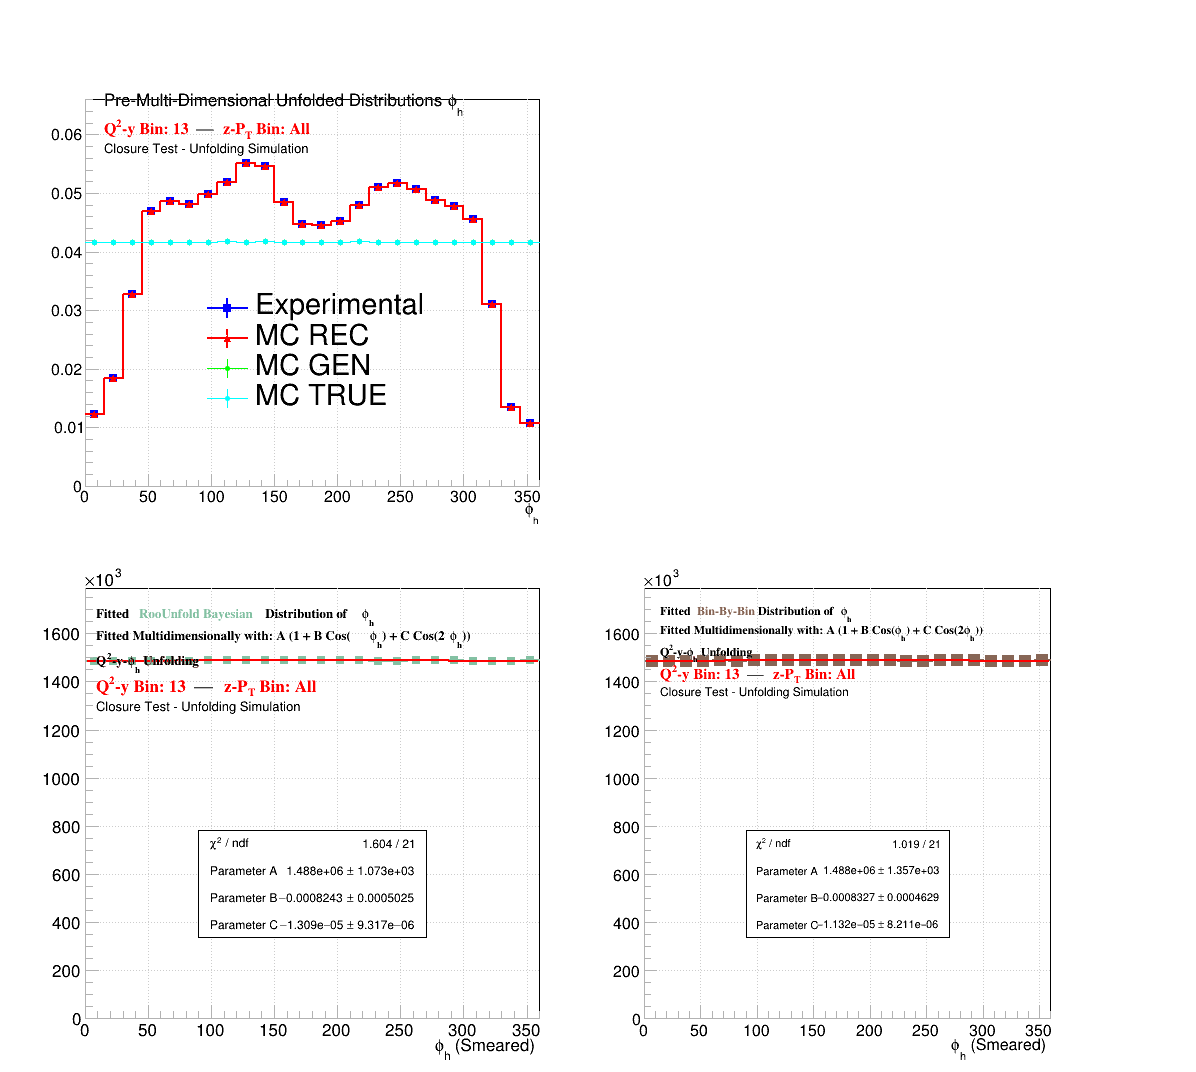 Pre-Multi-Dimensional Unfolded Distributions ϕh
Q2-y Bin: 13 — z-PT Bin: All
Closure Test - Unfolding Simulation
0.06
0.05
0.04
0.03
0.02
0.01
0
Experimental
MC REC
MC GEN
MC TRUE
0 50 100 150 200 250 300 350
ϕh
×10^3
Fitted RooUnfold Bayesian Distribution of ϕh
Fitted Multidimensionally with: A (1 + B Cos(ϕh) + C Cos(2 ϕh))
Q2-y-ϕh Unfolding
Q2-y Bin: 13 — z-PT Bin: All
Closure Test - Unfolding Simulation
1600
1400
1200
1000
800
600
400
200
0
χ2 / ndf 1.604 / 21
Parameter A 1.488e+06 ± 1.073e+03
Parameter B −0.0008243 ± 0.0005025
Parameter C −1.309e−05 ± 9.317e−06
0 50 100 150 200 250 300 350
ϕh (Smeared)
×10^3
Fitted Bin-By-Bin Distribution of ϕh
Fitted Multidimensionally with: A (1 + B Cos(ϕh) + C Cos(2ϕh))
Q2-y-ϕh Unfolding
Q2-y Bin: 13 — z-PT Bin: All
Closure Test - Unfolding Simulation
1600
1400
1200
1000
800
600
400
200
0
χ2 / ndf 1.019 / 21
Parameter A 1.488e+06 ± 1.357e+03
Parameter B −0.0008327 ± 0.0004629
Parameter C −1.132e−05 ± 8.211e−06
0 50 100 150 200 250 300 350
ϕh (Smeared)